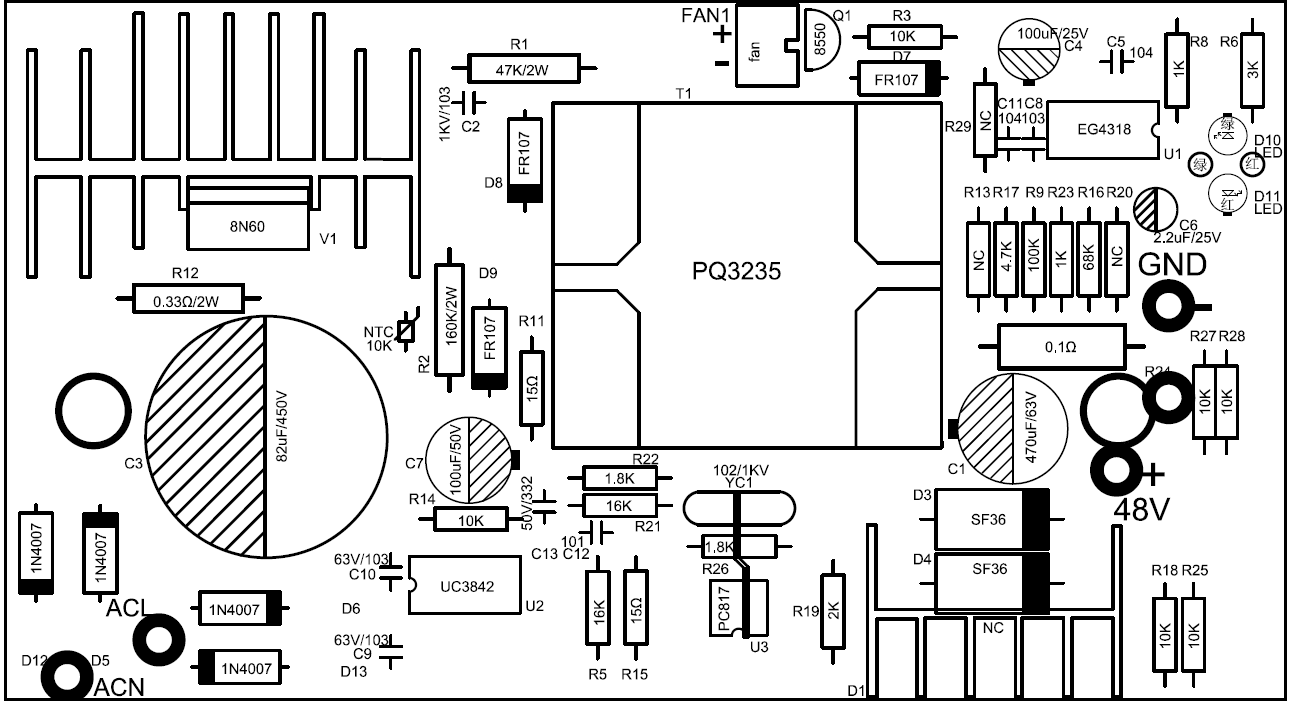 FAN1
+
-
fan
Q1
8550
R3
10K
D7
FR107
100uF/25V
C4
C5
104
R8
1K
R6
3K
R1
47K/2W
1KV/103
C2
T1
D8
FR107
R29
NC
C11 C8
104 103
EG4318
U1
绿
D10
LED
绿
红
D11
LED
红
8N60
V1
R13 R17 R9 R23 R16 R20
NC
4.7K
100K
1K
68K
NC
C6
2.2uF/25V
PQ3235
GND
-
R12
0.33Ω/2W
D9
160K/2W
R2
FR107
R11
15Ω
NTC
10K
0,1Ω
R27 R28
10K
10K
R24
C3
82uF/450V
C7
100uF/50V
C1
470uF/63V
+
48V
R22
1.8K
16K
R21
102/1KV
YC1
R14
10K
50V/332
D3
SF36
1N4007
1N4007
101
C13 C12
1,8K
R26
63V/103
C10
UC3842
U2
D4
SF36
ACL
1N4007
D6
16K
15Ω
PC817
U3
R19
2K
NC
R18 R25
10K
10K
63V/103
C9
D13
R5 R15
D12
D5
ACN
1N4007
D1